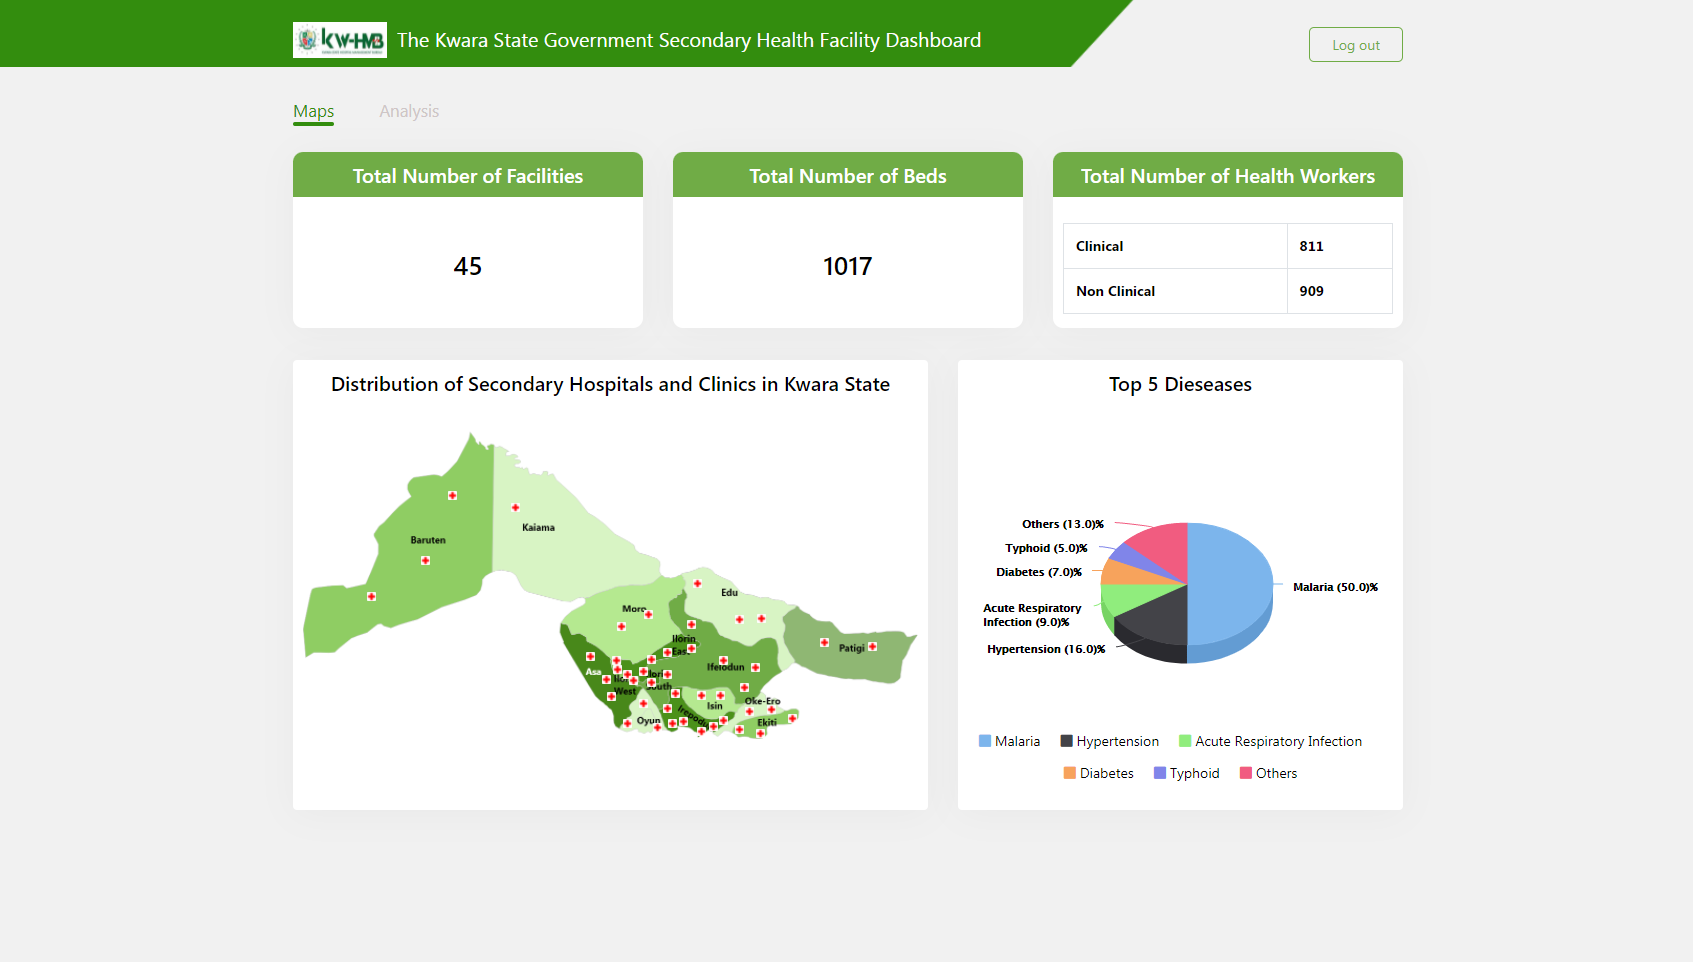 KW-HMB
The Kwara State Government Secondary Health Facility Dashboard
Log out
Maps
Analysis
Total Number of Facilities
45
Total Number of Beds
1017
Total Number of Health Workers
Clinical 811
Non Clinical 909
Distribution of Secondary Hospitals and Clinics in Kwara State
Kaiama
Baruten
Edu
Moro
Ilorin
East
Patigi
Ifelodun
Asa
West
South
Isin
Oke-Ero
Oyun
Ekiti
Top 5 Dieseases
Others (13.0)%
Typhoid (5.0)%
Diabetes (7.0)%
Acute Respiratory
Infection (9.0)%
Hypertension (16.0)%
Malaria (50.0)%
Malaria
Hypertension
Acute Respiratory Infection
Diabetes
Typhoid
Others